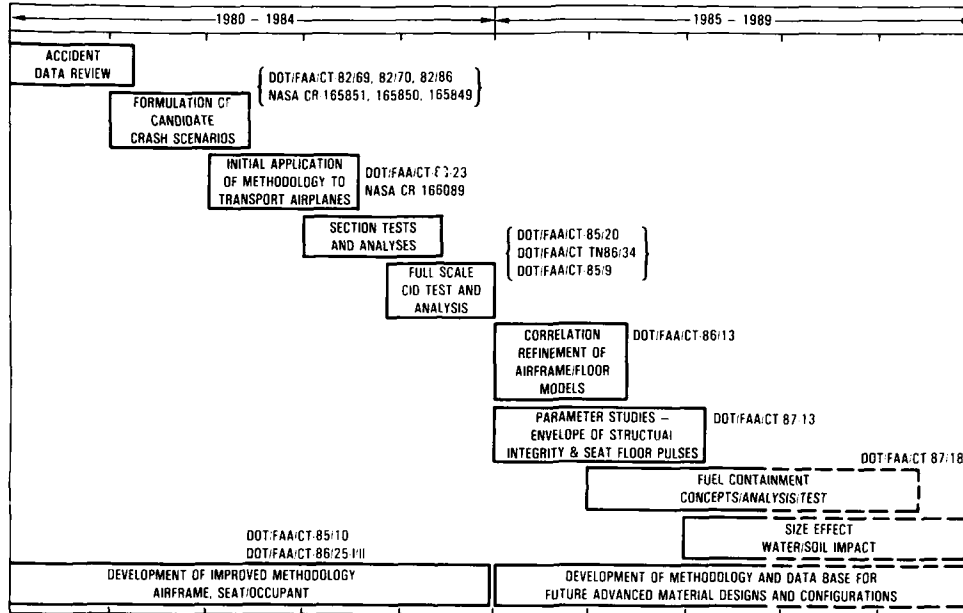 1980 – 1984
1985 – 1989
ACCIDENT
DATA REVIEW
DOT/FAA/CT 82/69, 82/70, 82/86
NASA CR 165851, 165850, 165849
FORMULATION OF
CANDIDATE
CRASH SCENARIOS
INITIAL APPLICATION
OF METHODOLOGY TO
TRANSPORT AIRPLANES
DOT/FAA/CT
NASA CR 166089
SECTION TESTS
AND ANALYSES
DOT/FAA/CT-85/20
DOT/FAA/CT TN86/34
DOT/FAA/CT-85/9
FULL SCALE
CID TEST AND
ANALYSIS
CORRELATION
REFINEMENT OF
AIRFRAME/FLOOR
MODELS
DOT/FAA/CT-86/13
PARAMETER STUDIES –
ENVELOPE OF STRUCTUAL
INTEGRITY & SEAT FLOOR PULSES
DOT/FAA/CT 87-13
DOT/FAA/CT 87/18
FUEL CONTAINMENT
CONCEPTS/ANALYSIS/TEST
SIZE EFFECT
WATER/SOIL IMPACT
DOT/FAA/CT-85/10
DOT/FAA/CT-86/25
DEVELOPMENT OF IMPROVED METHODOLOGY
AIRFRAME, SEAT/OCCUPANT
DEVELOPMENT OF METHODOLOGY AND DATA BASE FOR
FUTURE ADVANCED MATERIAL DESIGNS AND CONFIGURATIONS